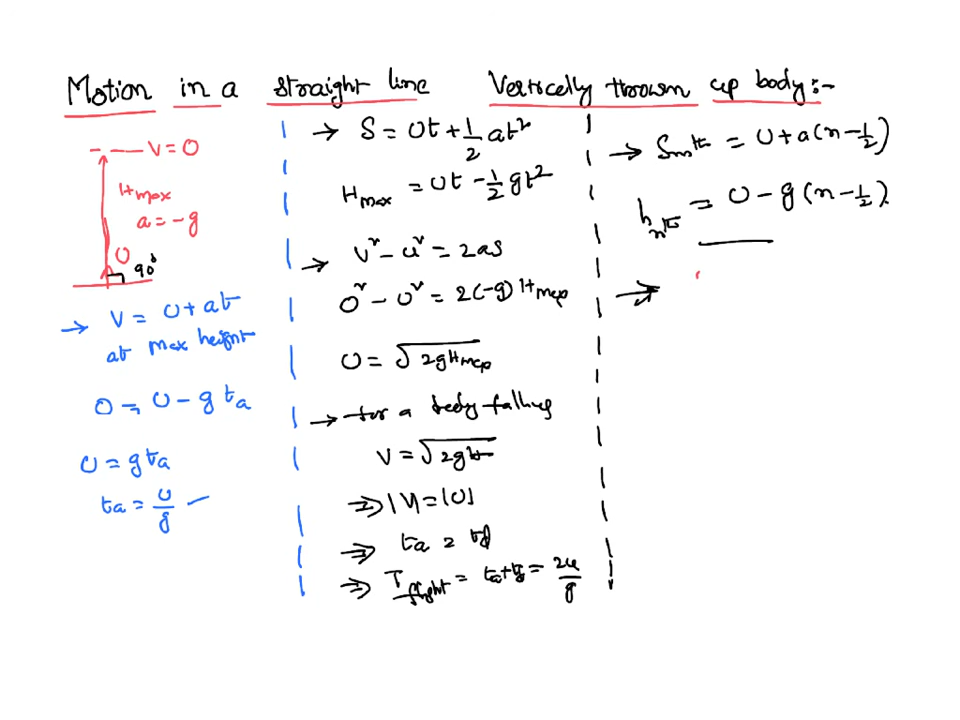 Motion in a straight line Vertically thrown up body:-
V = 0
Hmax
a = -g
U
90°
→ V = U + at
at max height
0 = U - g ta
U = g ta
ta = U/g
→ S = Ut + 1/2 at²
Hmax = Ut - 1/2 gt²
→ V² - U² = 2as
0² - U² = 2(-g) Hmax
U = √2gHmax
→ for a body falling
V = √2gH
⇒ |V| = |U|
⇒ ta = td
⇒ Tflight = ta + td = 2u/g
→ Snth = U + a(n - 1/2)
hnth = U - g(n - 1/2)
→